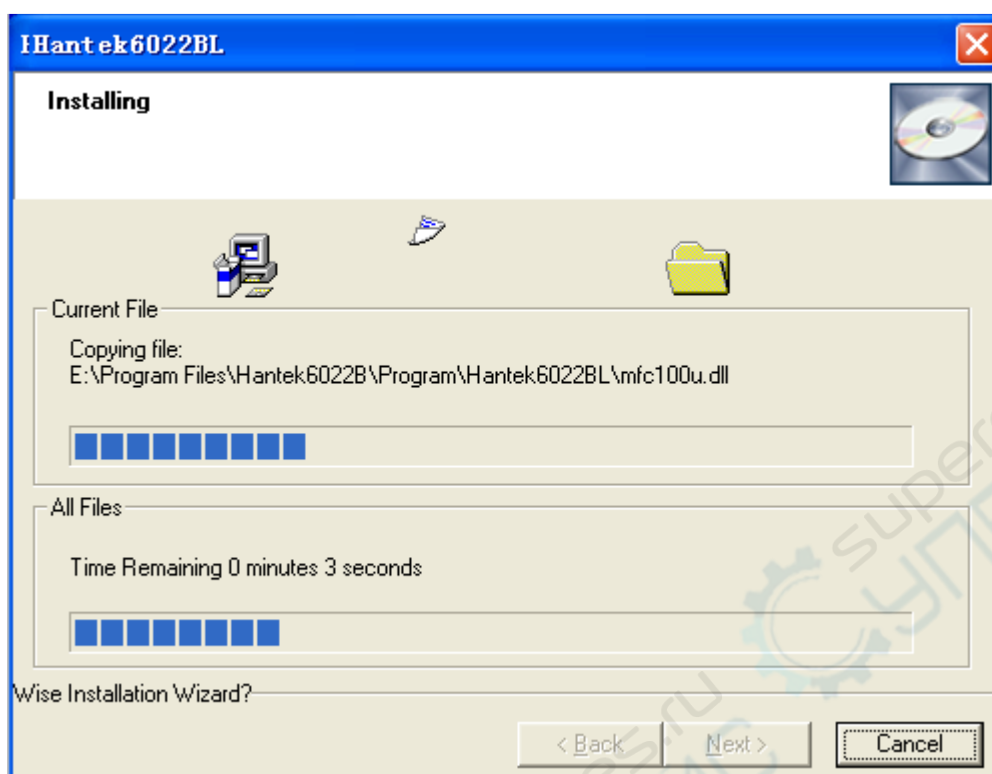 IHantek6022BL
Installing
Current File
Copying file:
E:\Program Files\Hantek6022B\Program\Hantek6022BL\mfc100u.dll
All Files
Time Remaining 0 minutes 3 seconds
Wise Installation Wizard?
< Back
Next >
Cancel